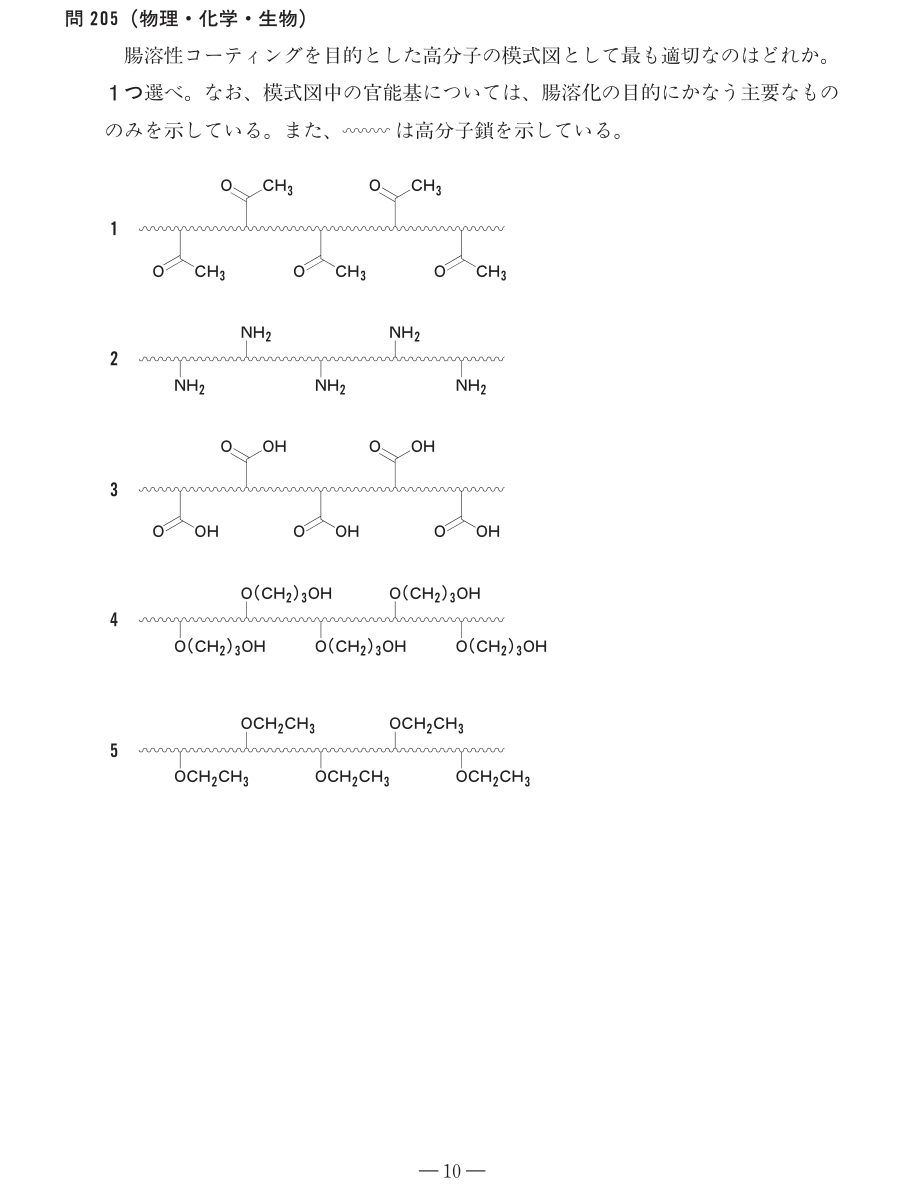 問 205（物理・化学・生物）
腸溶性コーティングを目的とした高分子の模式図として最も適切なのはどれか。
１つ選べ。なお、模式図中の官能基については、腸溶化の目的にかなう主要なもの
のみを示している。また、 は高分子鎖を示している。
O CH3 O CH3
1
O CH3 O CH3 O CH3
NH2 NH2
2
NH2 NH2 NH2
O OH O OH
3
O OH O OH O OH
O(CH2)3OH O(CH2)3OH
4
O(CH2)3OH O(CH2)3OH O(CH2)3OH
OCH2CH3 OCH2CH3
5
OCH2CH3 OCH2CH3 OCH2CH3
— 10 —